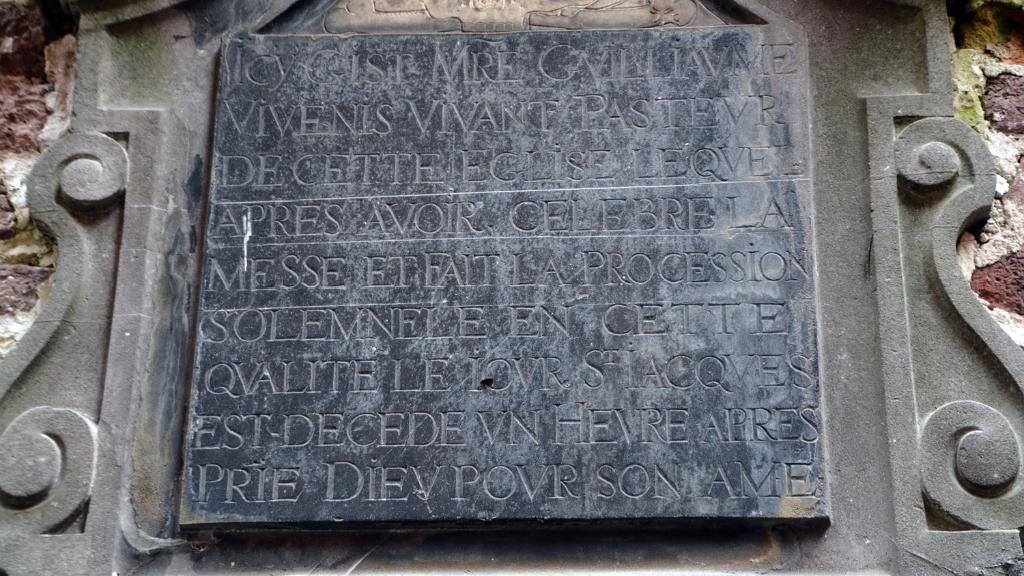 ICY GIST MRE GVILLIAVME
VIVENIS VIVANT PASTEVR
DE CETTE EGLISE LEQVEL
APRES AVOIR CELEBRE LA
MESSE ET FAIT LA PROCESSION
SOLEMNELE EN CETTE
QVALITE LE IOVR ST IACQVES
EST DECEDE VN HEVRE APRES
PRIE DIEV POVR SON AME